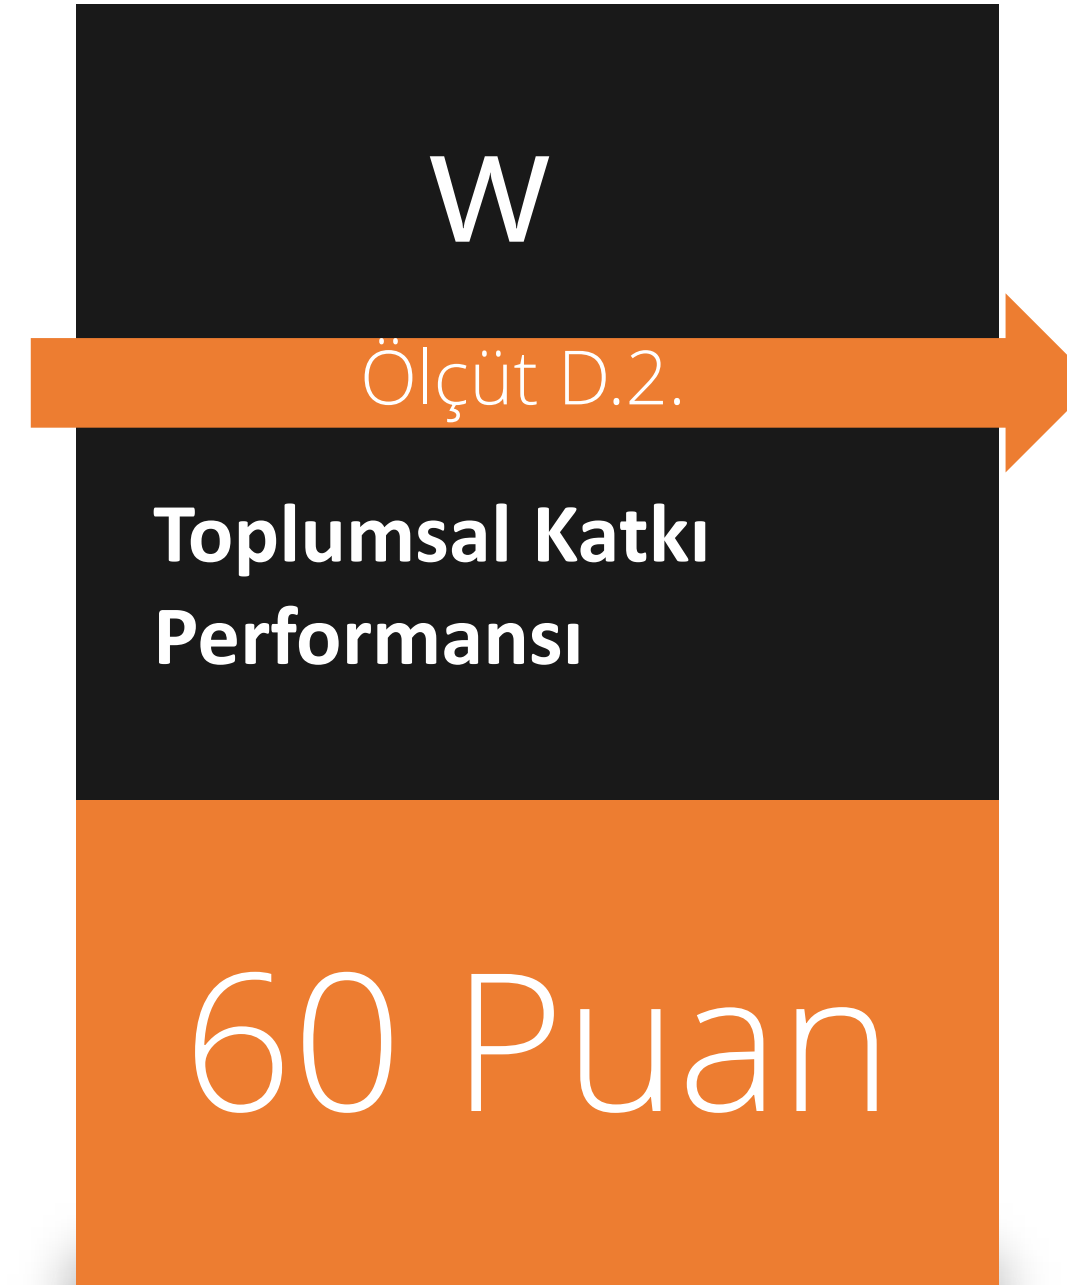 w
Ölçüt D.2.
Toplumsal Katkı
Performansı
60 Puan